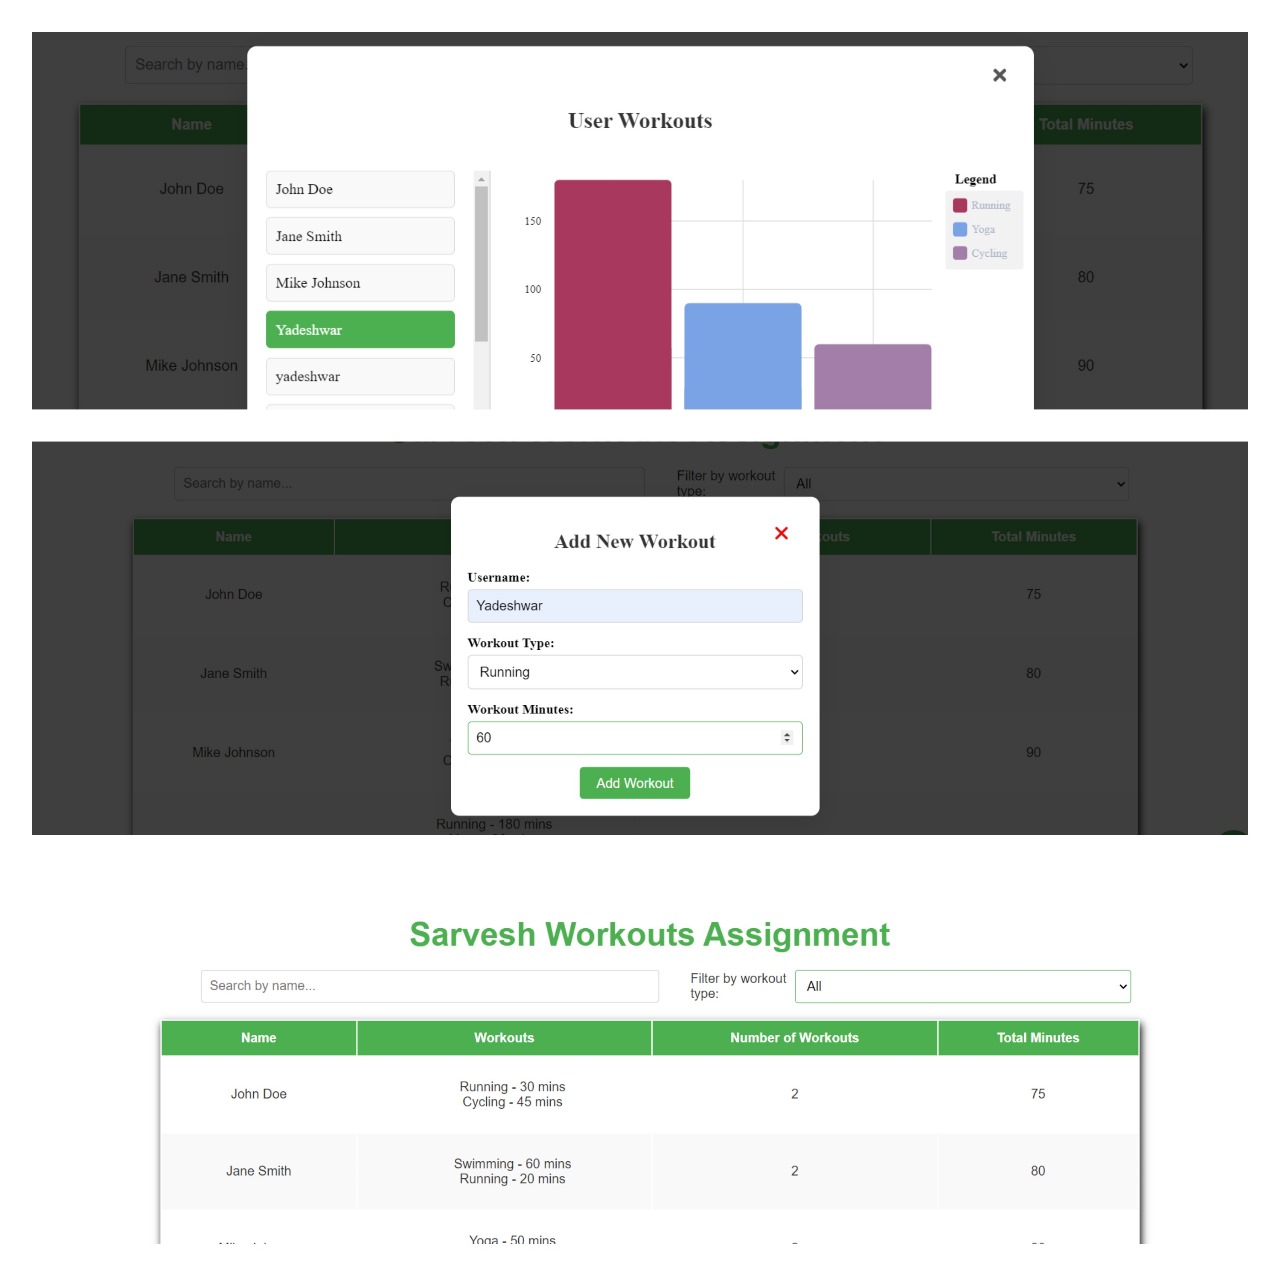 Search by name
Name
Total Minutes
John Doe
75
Jane Smith
80
Mike Johnson
90
User Workouts
John Doe
Jane Smith
Mike Johnson
Yadeshwar
yadeshwar
150
100
50
Legend
Running
Yoga
Cycling
Search by name...
Filter by workout
type:
All
Name
outs
Total Minutes
John Doe
R
C
75
Jane Smith
Sw
R
80
Mike Johnson
C
90
Running - 180 mins
Add New Workout
Username:
Yadeshwar
Workout Type:
Running
Workout Minutes:
60
Add Workout
Sarvesh Workouts Assignment
Search by name...
Filter by workout
type:
All
Name Workouts Number of Workouts Total Minutes
John Doe
Running - 30 mins
Cycling - 45 mins
2
75
Jane Smith
Swimming - 60 mins
Running - 20 mins
2
80
Yoga - 50 mins